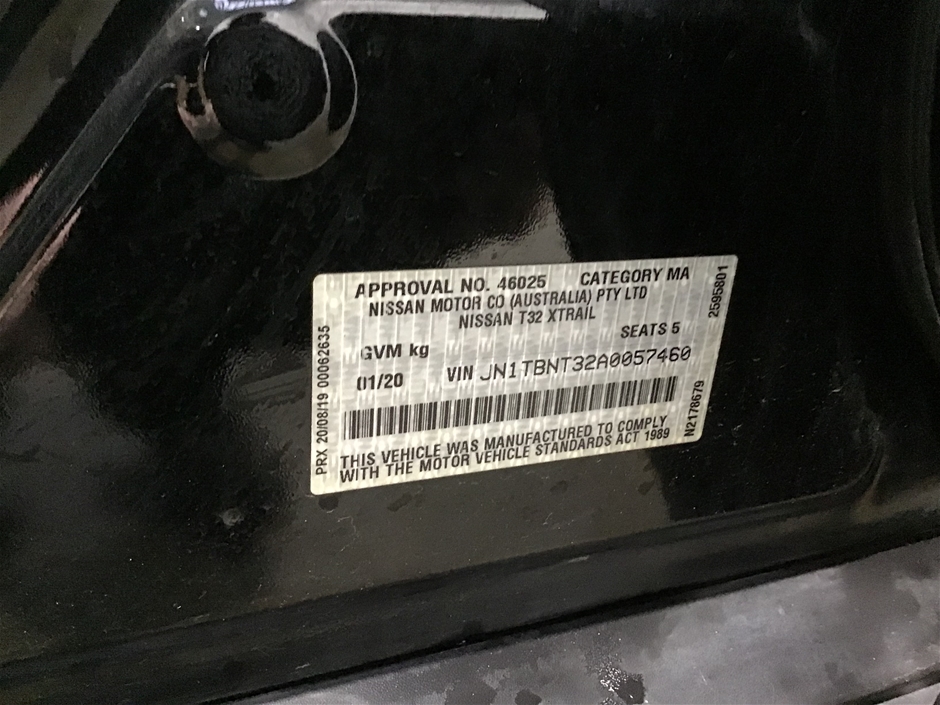 APPROVAL NO. 46025 CATEGORY MA
NISSAN MOTOR CO (AUSTRALIA) PTY LTD
NISSAN T32 XTRAIL
SEATS 5
GVM kg
01/20 VIN JN1TBNT32A0057460
THIS VEHICLE WAS MANUFACTURED TO COMPLY
WITH THE MOTOR VEHICLE STANDARDS ACT 1989
PRX 20/08/19 00062635
2595801
N2178679